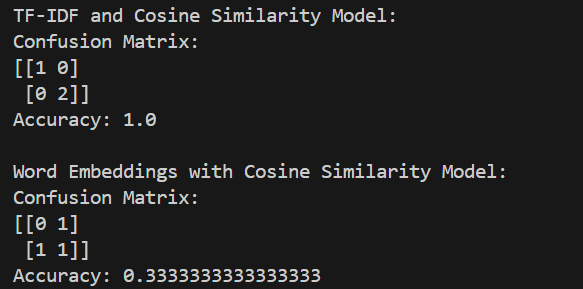 TF-IDF and Cosine Similarity Model:
Confusion Matrix:
[[1 0]
 [0 2]]
Accuracy: 1.0

Word Embeddings with Cosine Similarity Model:
Confusion Matrix:
[[0 1]
 [1 1]]
Accuracy: 0.3333333333333333